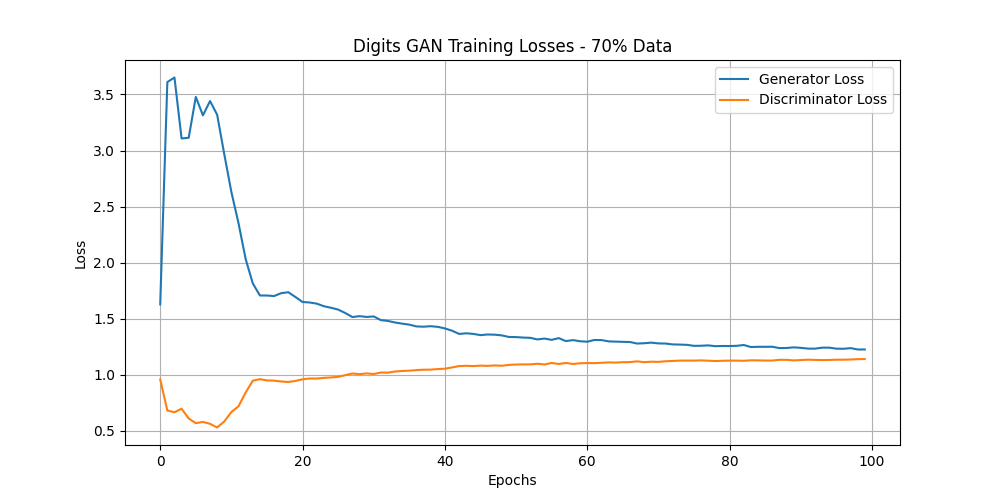 Digits GAN Training Losses - 70% Data
Generator Loss
Discriminator Loss
Loss
3.5
3.0
2.5
2.0
1.5
1.0
0.5
0 20 40 60 80 100
Epochs